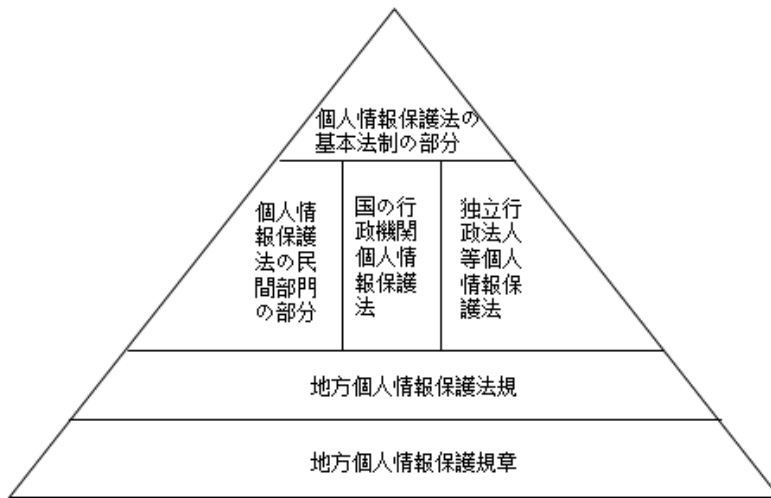 個人情報保護法の
基本法制の部分
個人情
報保護
法の民
間部門
の部分
国の行
政機関
個人情
報保護
法
独立行
政法人
等個人
情報保
護法
地方個人情報保護法規
地方個人情報保護規章